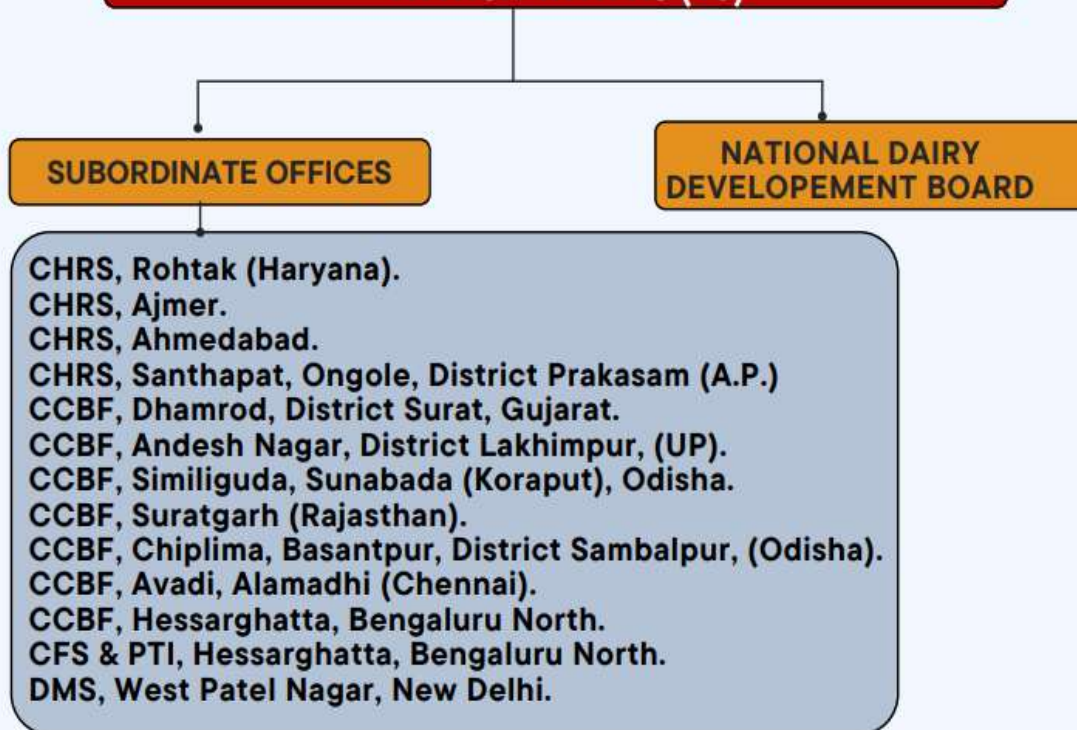 SUBORDINATE OFFICES
NATIONAL DAIRY
DEVELOPEMENT BOARD
CHRS, Rohtak (Haryana).
CHRS, Ajmer.
CHRS, Ahmedabad.
CHRS, Santhapat, Ongole, District Prakasam (A.P.)
CCBF, Dhamrod, District Surat, Gujarat.
CCBF, Andesh Nagar, District Lakhimpur, (UP).
CCBF, Similiguda, Sunabada (Koraput), Odisha.
CCBF, Suratgarh (Rajasthan).
CCBF, Chiplima, Basantpur, District Sambalpur, (Odisha).
CCBF, Avadi, Alamadhi (Chennai).
CCBF, Hessarghatta, Bengaluru North.
CFS & PTI, Hessarghatta, Bengaluru North.
DMS, West Patel Nagar, New Delhi.